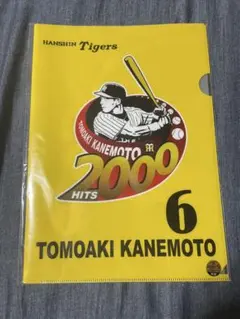 HANSHIN Tigers
TOMOAKI KANEMOTO
2000
HITS
6
TOMOAKI KANEMOTO